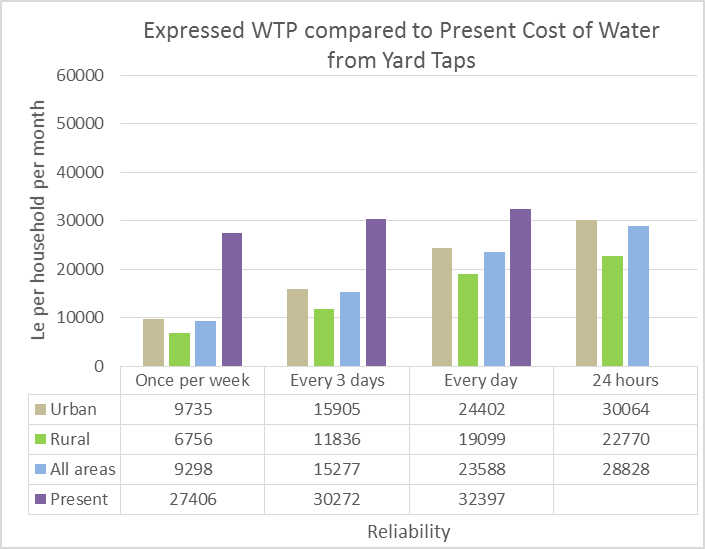 Expressed WTP compared to Present Cost of Water
from Yard Taps
Le per household per month
60000
50000
40000
30000
20000
10000
0
Once per week Every 3 days Every day 24 hours
Urban 9735 15905 24402 30064
Rural 6756 11836 19099 22770
All areas 9298 15277 23588 28828
Present 27406 30272 32397
Reliability